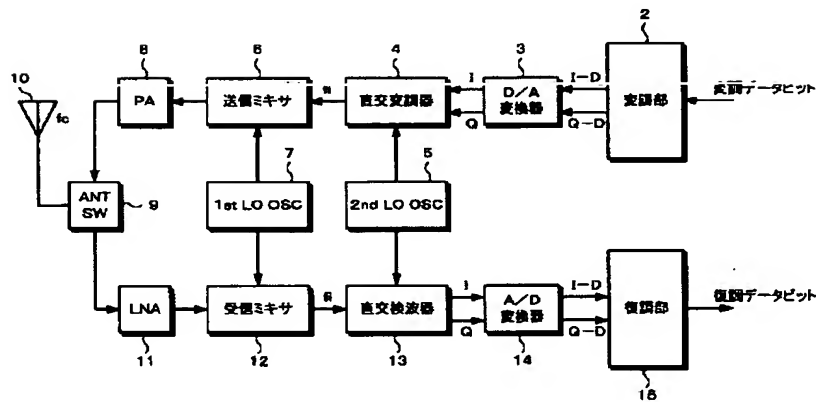 2
8
6
4
3
10
PA
送信ミキサ
fi
直交変調器
I
Q
D/A
変換器
I-D
Q-D
変調部
変調データビット
fc
7
5
ANT
SW
9
1st LO OSC
2nd LO OSC
LNA
受信ミキサ
fi
直交検波器
I
Q
A/D
変換器
I-D
Q-D
復調部
復調データビット
11
12
13
14
15